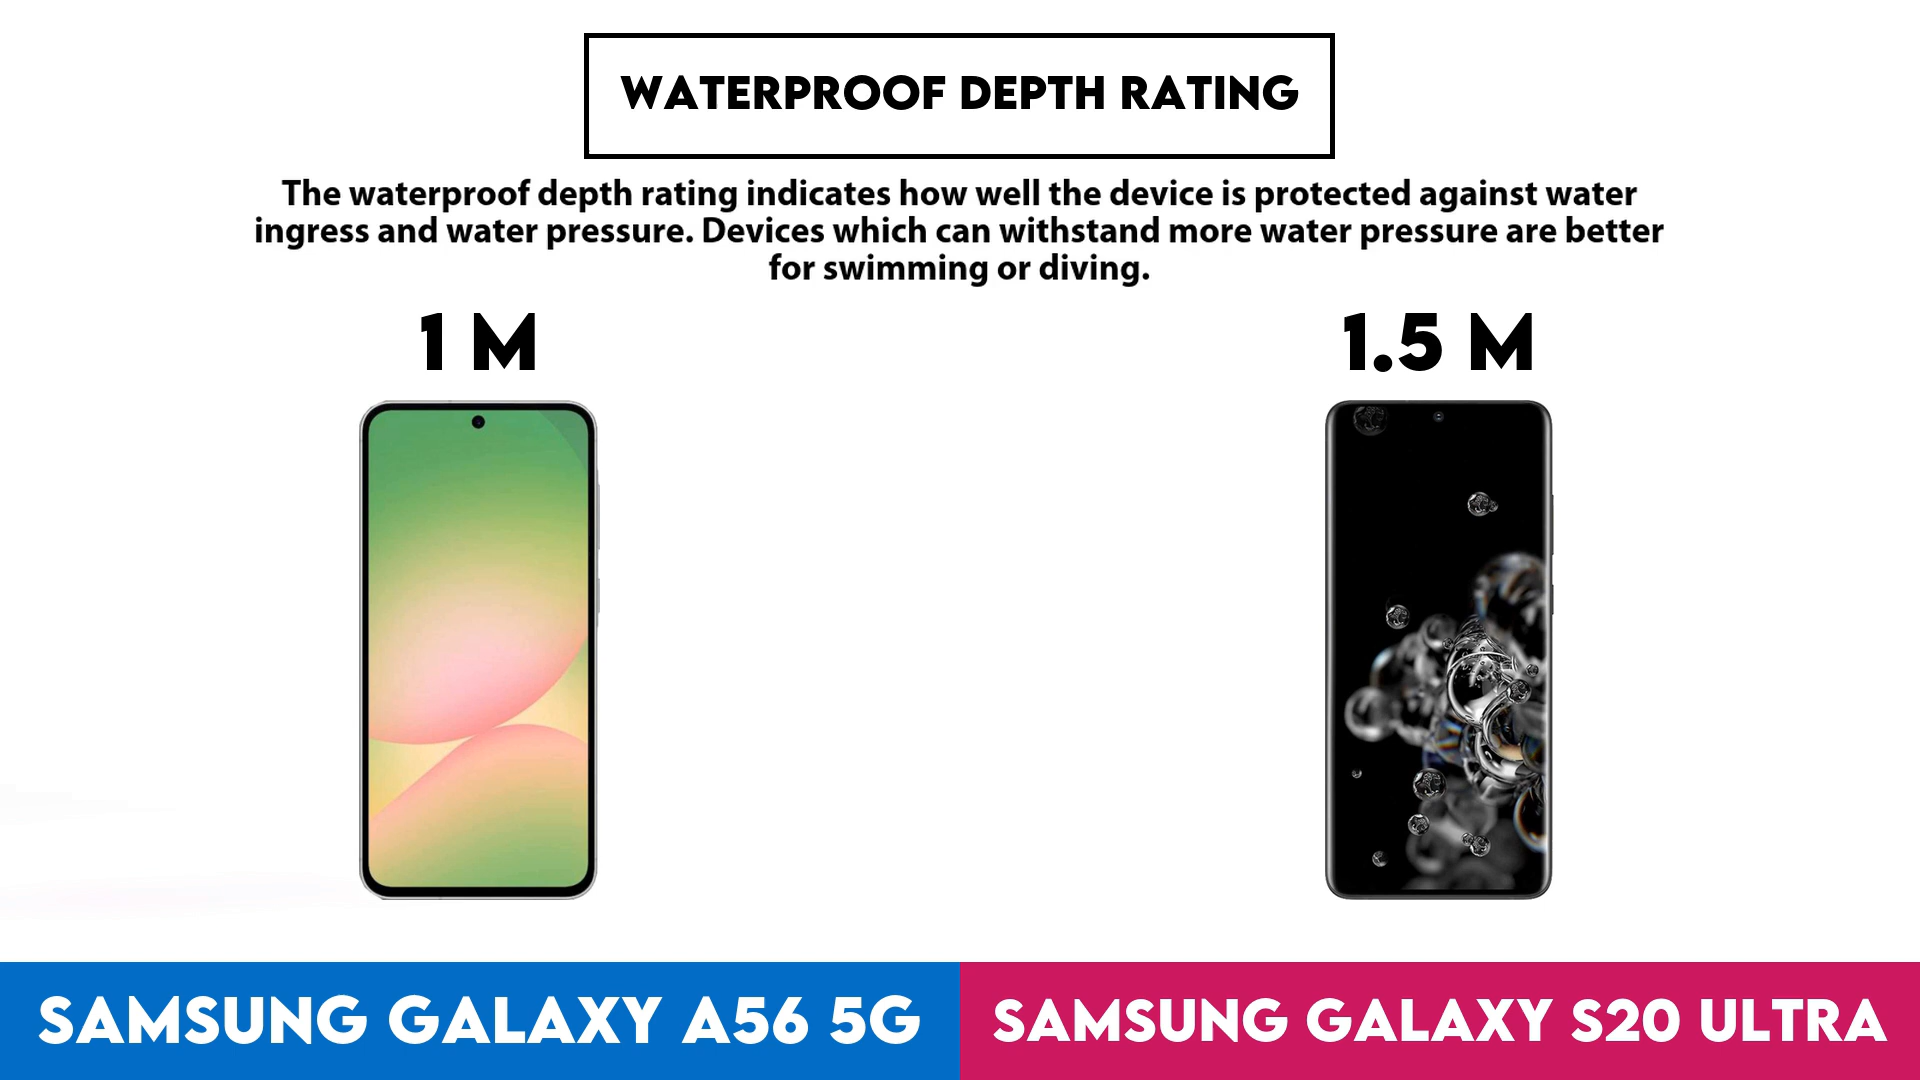 WATERPROOF DEPTH RATING
The waterproof depth rating indicates how well the device is protected against water
ingress and water pressure. Devices which can withstand more water pressure are better
for swimming or diving.
1 M
1.5 M
SAMSUNG GALAXY A56 5G
SAMSUNG GALAXY S20 ULTRA